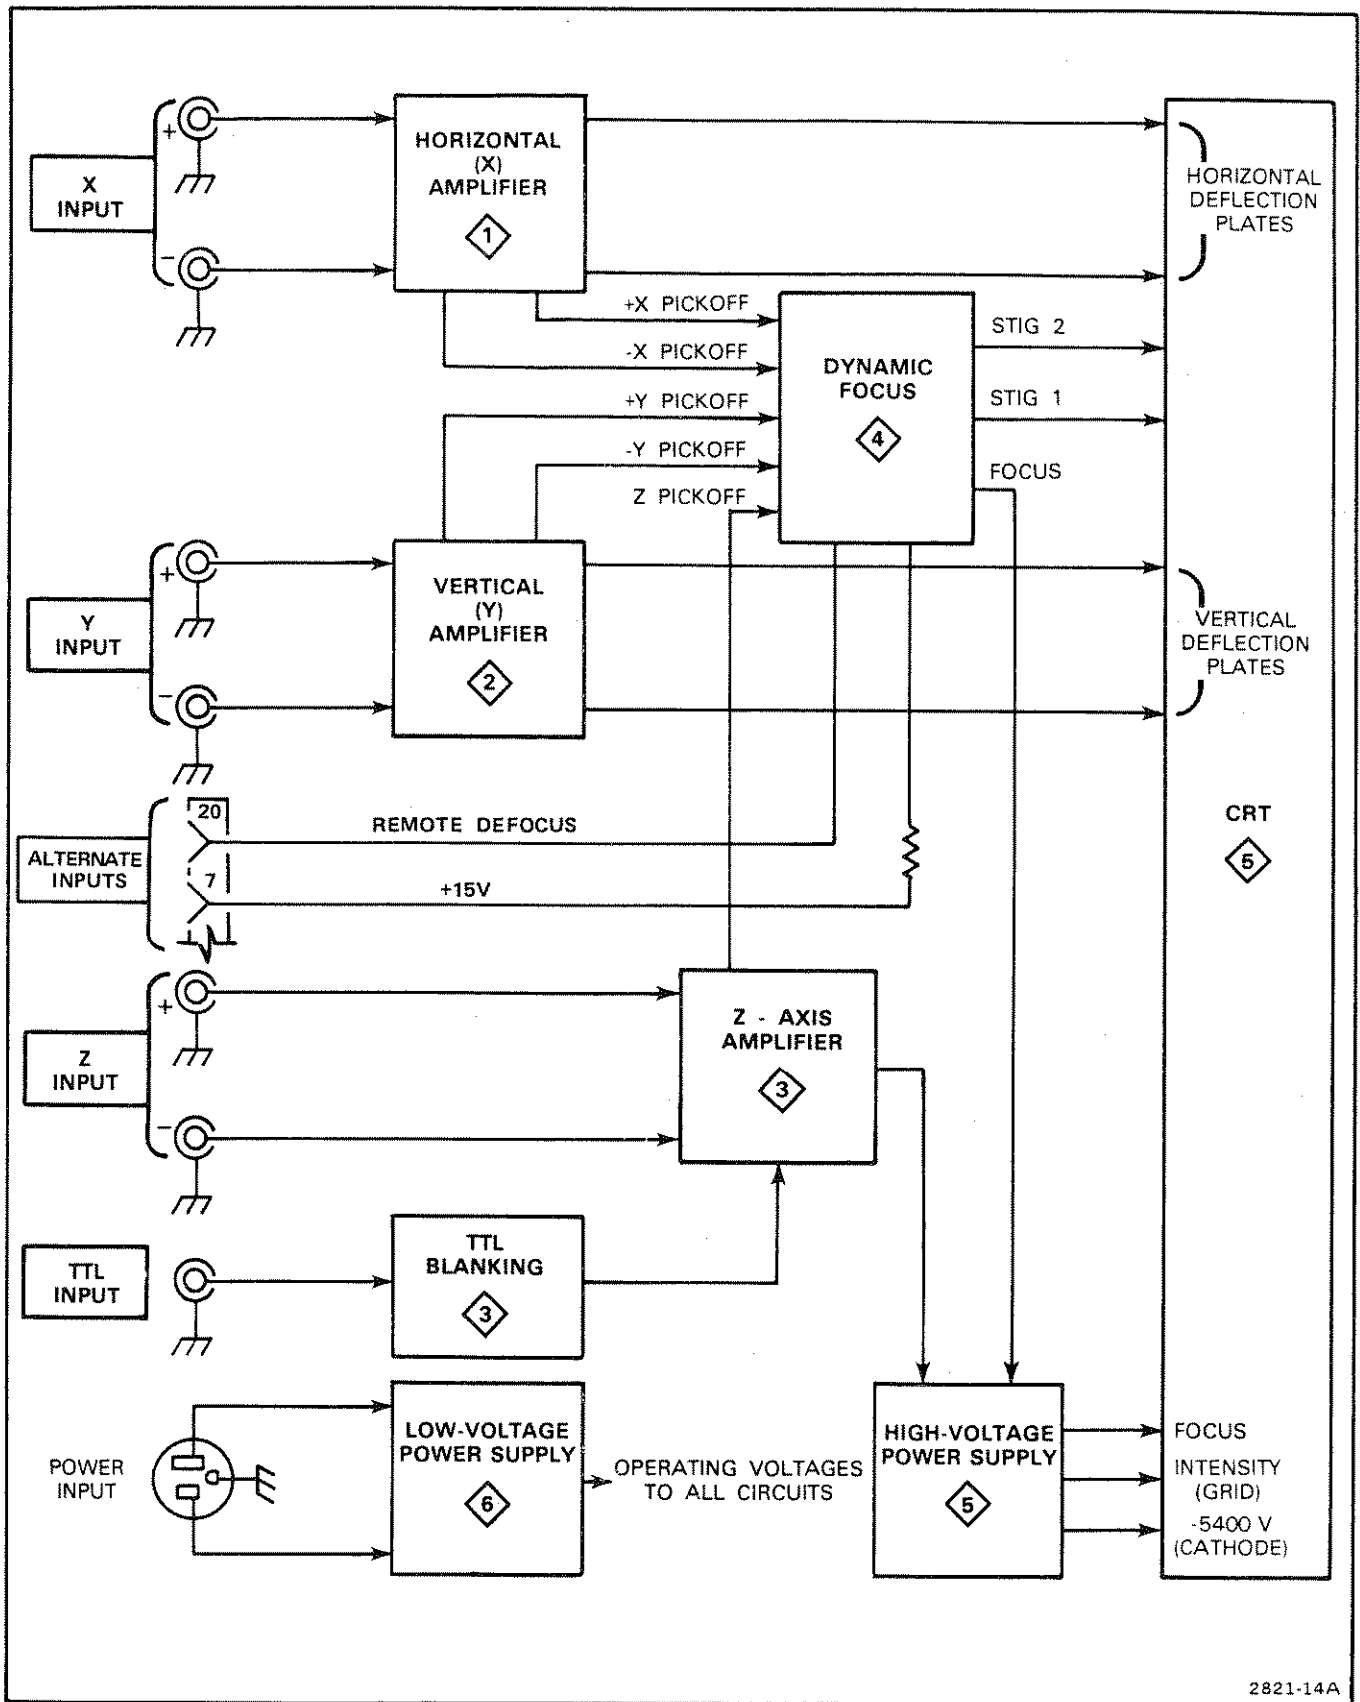 X
INPUT
+
−
HORIZONTAL
(X)
AMPLIFIER
1
HORIZONTAL
DEFLECTION
PLATES
+X PICKOFF
-X PICKOFF
+Y PICKOFF
-Y PICKOFF
Z PICKOFF
DYNAMIC
FOCUS
4
STIG 2
STIG 1
FOCUS
Y
INPUT
+
−
VERTICAL
(Y)
AMPLIFIER
2
VERTICAL
DEFLECTION
PLATES
ALTERNATE
INPUTS
20
REMOTE DEFOCUS
7
+15V
CRT
5
Z
INPUT
+
−
Z - AXIS
AMPLIFIER
3
TTL
INPUT
TTL
BLANKING
3
POWER
INPUT
LOW-VOLTAGE
POWER SUPPLY
6
OPERATING VOLTAGES
TO ALL CIRCUITS
HIGH-VOLTAGE
POWER SUPPLY
5
FOCUS
INTENSITY
(GRID)
-5400 V
(CATHODE)
2821-14A